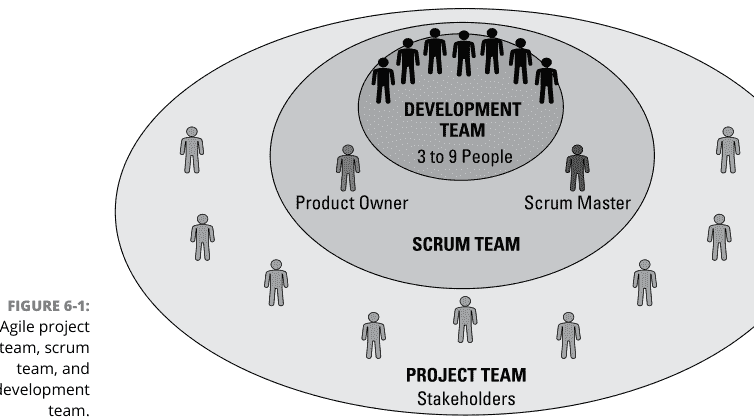 DEVELOPMENT
TEAM
3 to 9 People
Product Owner
Scrum Master
SCRUM TEAM
PROJECT TEAM
Stakeholders
FIGURE 6-1:
Agile project
team, scrum
team, and
development
team.